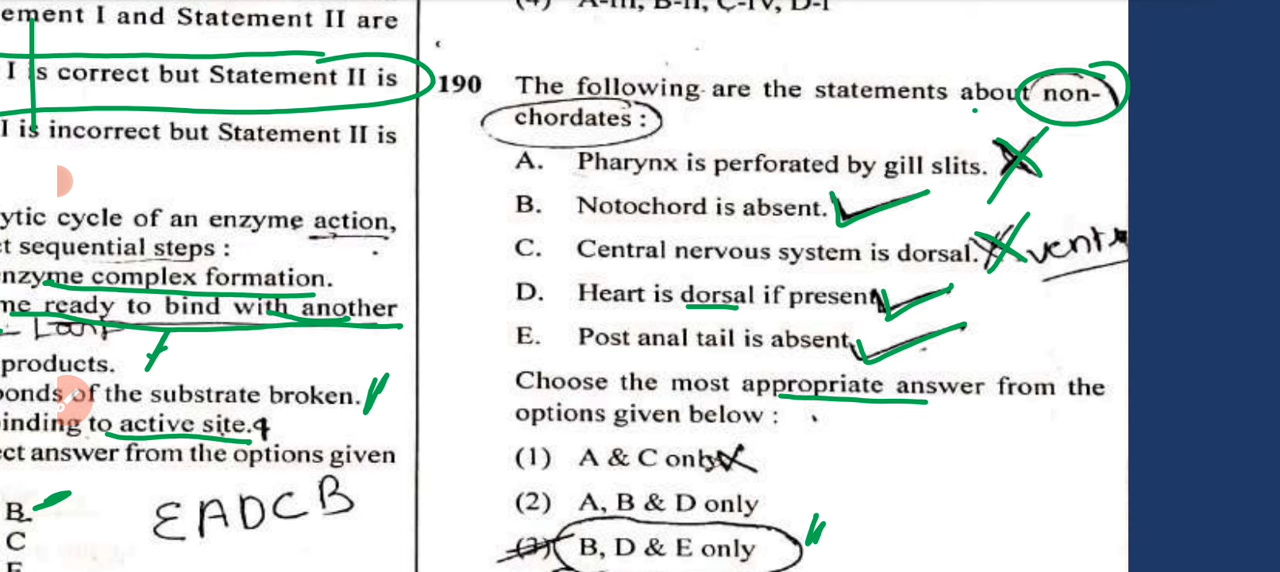 ement I and Statement II are
I is correct but Statement II is
I is incorrect but Statement II is
ytic cycle of an enzyme action,
ct sequential steps :
nzyme complex formation.
me ready to bind with another
products.
onds of the substrate broken.
inding to active site.
ect answer from the options given
B
C
E
EADCB
(4) A-III, B-II, C-IV, D-I
190 The following are the statements about non-
chordates :
A. Pharynx is perforated by gill slits.
B. Notochord is absent.
C. Central nervous system is dorsal.
D. Heart is dorsal if present
E. Post anal tail is absent
Choose the most appropriate answer from the
options given below :
(1) A & C only
(2) A, B & D only
(3) B, D & E only